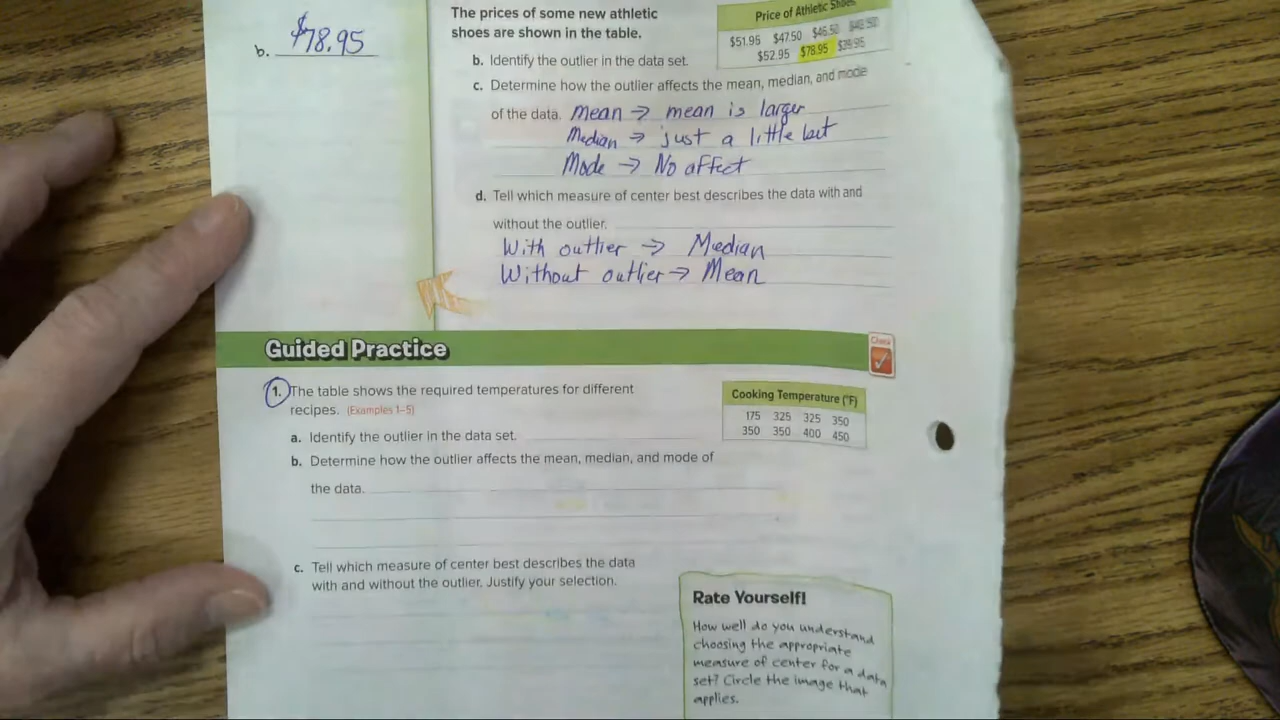 b. $78.95
The prices of some new athletic
shoes are shown in the table.
Price of Athletic Shoes
$51.95 $47.50 $46.50 $48.50
$52.95 $78.95 $39.95
b. Identify the outlier in the data set.
c. Determine how the outlier affects the mean, median, and mode
of the data. mean → mean is larger
Median → just a little bit
Mode → No affect
d. Tell which measure of center best describes the data with and
without the outlier.
With outlier → Median
Without outlier → Mean
Guided Practice
Check
1. The table shows the required temperatures for different
recipes. (Examples 1–5)
Cooking Temperature (°F)
175 325 325 350
350 350 400 450
a. Identify the outlier in the data set.
b. Determine how the outlier affects the mean, median, and mode of
the data.
c. Tell which measure of center best describes the data
with and without the outlier. Justify your selection.
Rate Yourself!
How well do you understand
choosing the appropriate
measure of center for a data
set? Circle the image that
applies.